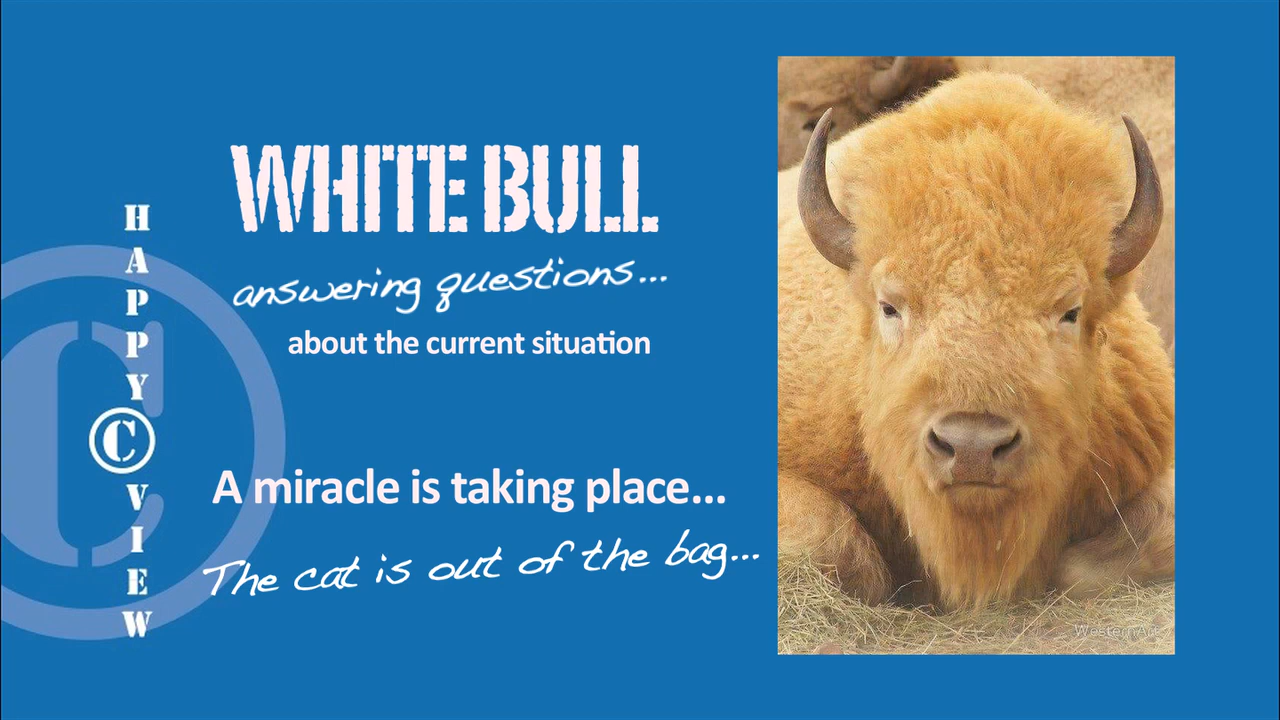 HAPPY
©
VIEW
WHITE BULL
answering questions...
about the current situation
A miracle is taking place...
The cat is out of the bag...